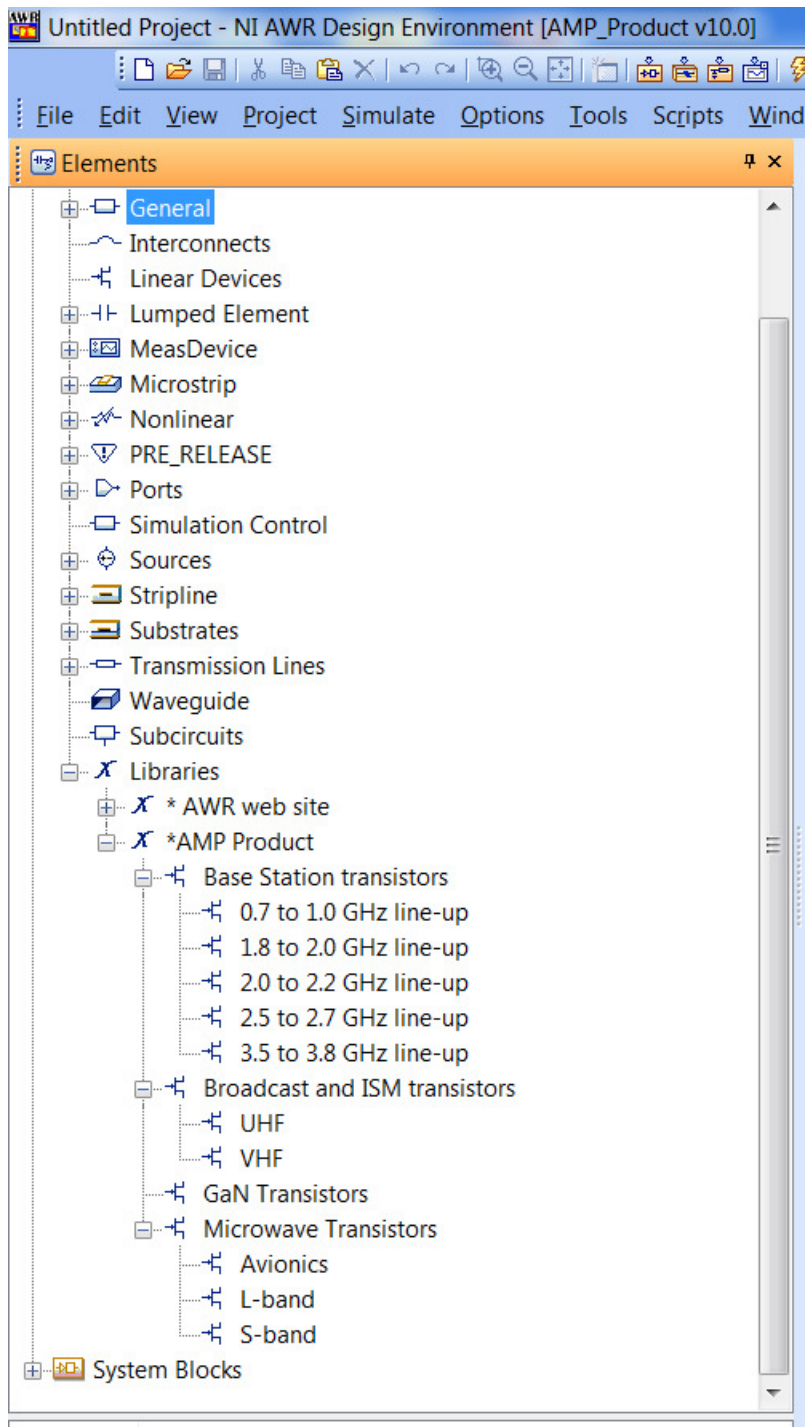 AWR Untitled Project - NI AWR Design Environment [AMP_Product v10.0]
File Edit View Project Simulate Options Tools Scripts Wind
Elements
General
Interconnects
Linear Devices
Lumped Element
MeasDevice
Microstrip
Nonlinear
PRE_RELEASE
Ports
Simulation Control
Sources
Stripline
Substrates
Transmission Lines
Waveguide
Subcircuits
Libraries
* AWR web site
*AMP Product
Base Station transistors
0.7 to 1.0 GHz line-up
1.8 to 2.0 GHz line-up
2.0 to 2.2 GHz line-up
2.5 to 2.7 GHz line-up
3.5 to 3.8 GHz line-up
Broadcast and ISM transistors
UHF
VHF
GaN Transistors
Microwave Transistors
Avionics
L-band
S-band
System Blocks